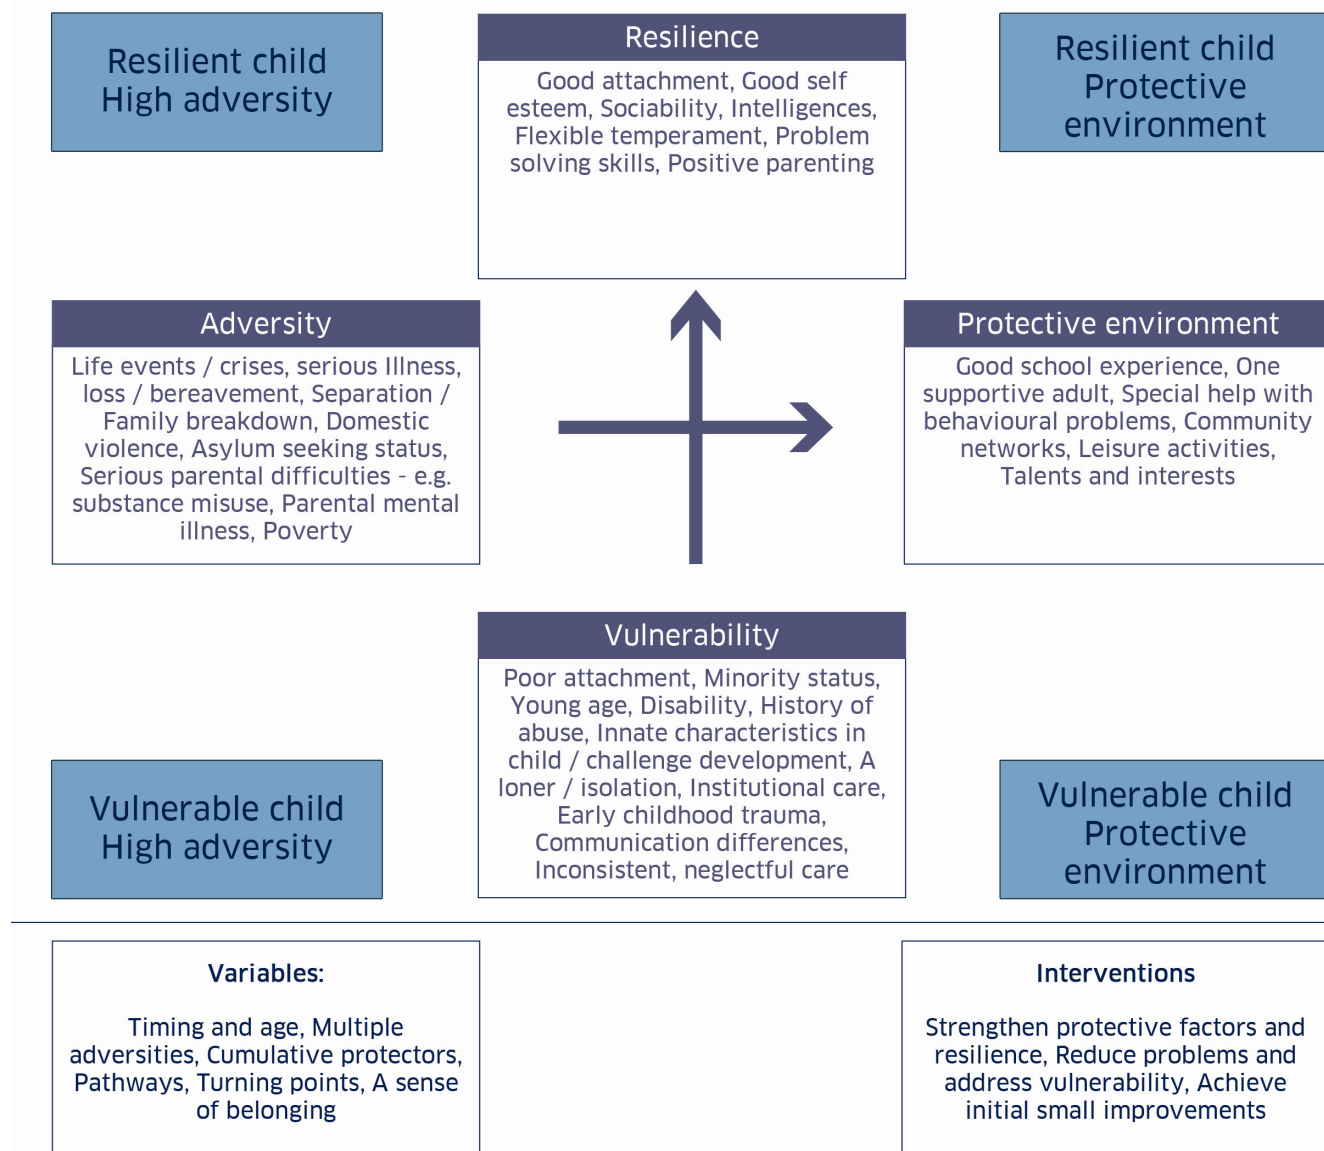 Resilient child
High adversity
Resilience
Good attachment, Good self
esteem, Sociability, Intelligences,
Flexible temperament, Problem
solving skills, Positive parenting
Resilient child
Protective
environment
Adversity
Life events / crises, serious Illness,
loss / bereavement, Separation /
Family breakdown, Domestic
violence, Asylum seeking status,
Serious parental difficulties - e.g.
substance misuse, Parental mental
illness, Poverty
Protective environment
Good school experience, One
supportive adult, Special help with
behavioural problems, Community
networks, Leisure activities,
Talents and interests
Vulnerability
Poor attachment, Minority status,
Young age, Disability, History of
abuse, Innate characteristics in
child / challenge development, A
loner / isolation, Institutional care,
Early childhood trauma,
Communication differences,
Inconsistent, neglectful care
Vulnerable child
High adversity
Vulnerable child
Protective
environment
Variables:
Timing and age, Multiple
adversities, Cumulative protectors,
Pathways, Turning points, A sense
of belonging
Interventions
Strengthen protective factors and
resilience, Reduce problems and
address vulnerability, Achieve
initial small improvements